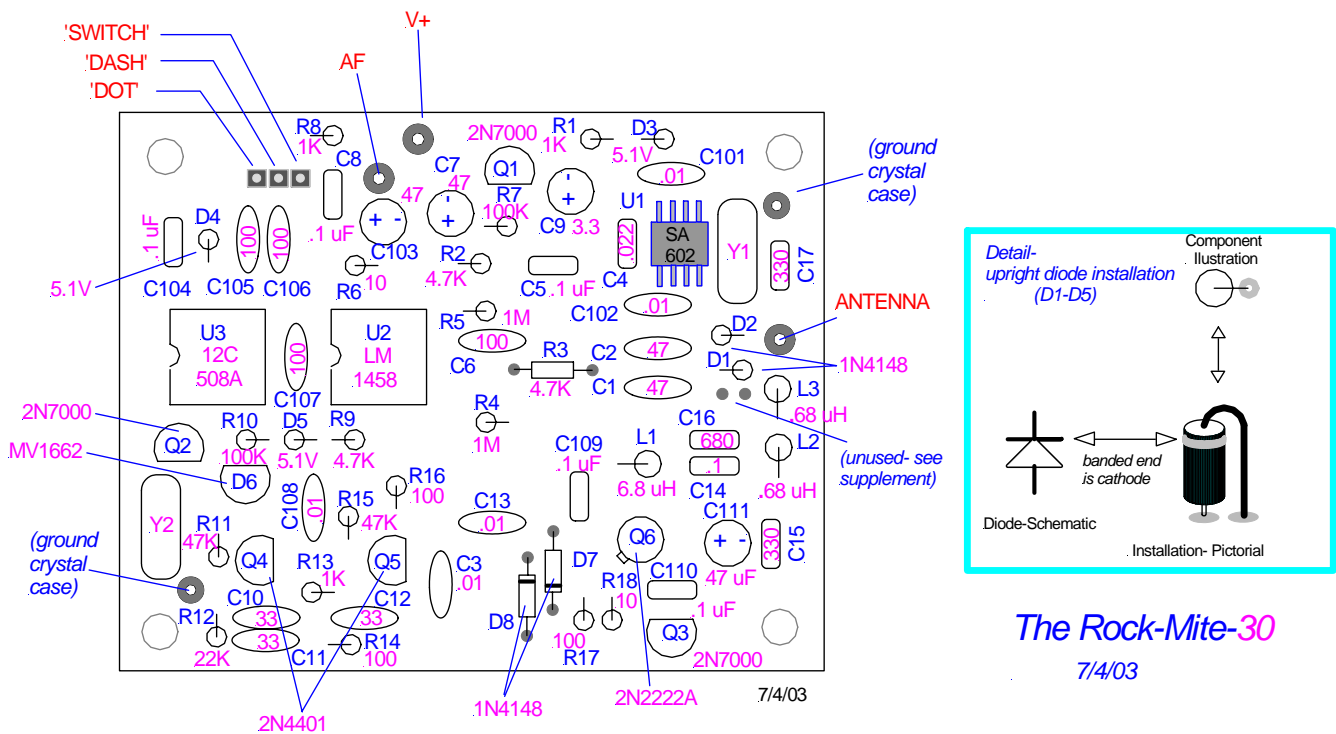 'SWITCH'
'DASH'
'DOT'
AF
V+
R8
1K
C8
.1 uF
C7
47
2N7000
Q1
R7
100K
R1
1K
D3
5.1V
C101
.01
(ground
crystal
case)
47
+ -
C103
-
+
-
+
C9
3.3
U1
SA
602
.022
C4
Y1
.330
C17
.1 uF
D4
5.1V
C104
100
C105
100
C106
R6
10
R2
4.7K
C5
.1 uF
C102
.01
ANTENNA
U3
12C
508A
100
C107
U2
LM
1458
R5
1M
100
C6
R3
4.7K
C2
47
C1
47
D2
D1
1N4148
L3
.68 uH
2N7000
MV1662
Q2
R10
100K
D5
5.1V
R9
4.7K
R4
1M
C109
.1 uF
L1
6.8 uH
C16
680
.1
C14
L2
.68 uH
(unused- see
supplement)
D6
C108
.01
R15
47K
R16
100
C13
.01
C111
+ -
47 uF
.330
C15
Y2
R11
47K
Q4
R13
1K
Q5
C3
.01
D7
Q6
R18
10
C110
.1 uF
(ground
crystal
case)
R12
22K
C10
33
33
C11
C12
33
R14
100
D8
100
R17
Q3
2N7000
2N4401
1N4148
2N2222A
7/4/03
Detail-
upright diode installation
(D1-D5)
Component
Ilustration
banded end
is cathode
.Diode-Schematic
Installation- Pictorial
The Rock-Mite-30
7/4/03